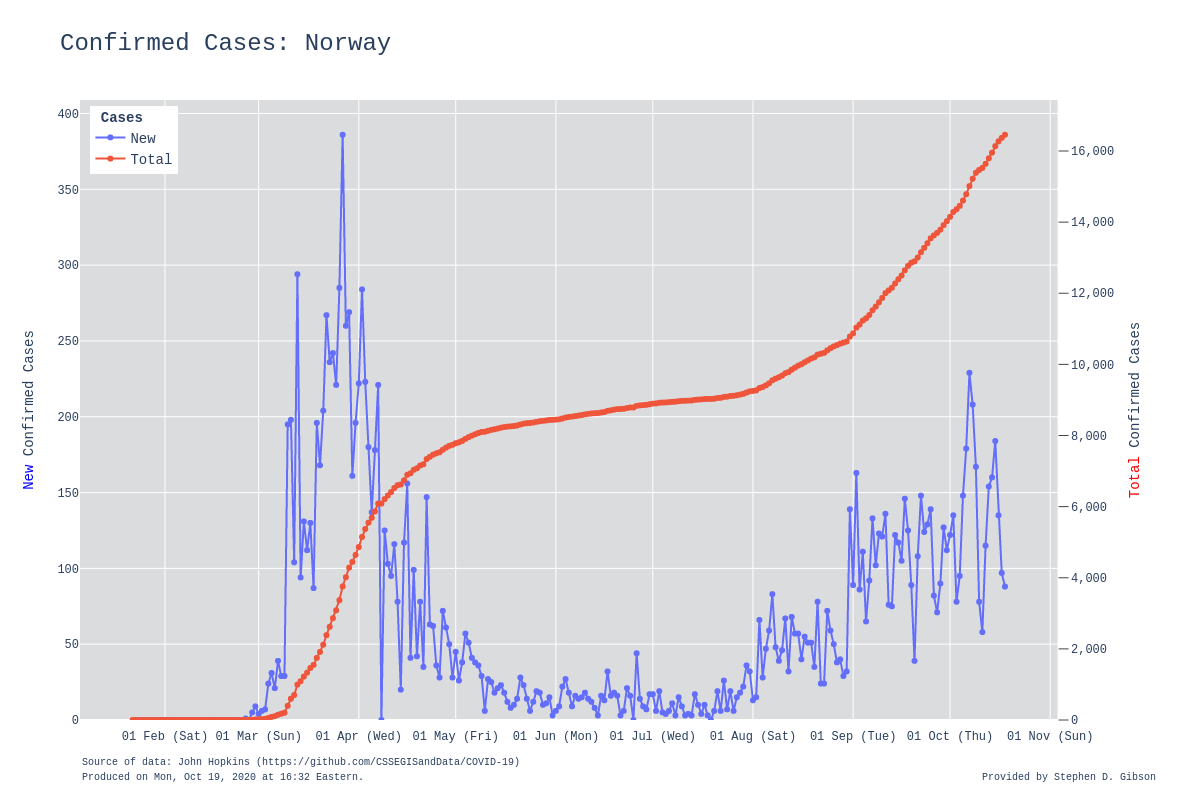 Confirmed Cases: Norway
Cases
New
Total
400
350
300
250
200
150
100
50
0
16,000
14,000
12,000
10,000
8,000
6,000
4,000
2,000
0
New Confirmed Cases
Total Confirmed Cases
01 Feb (Sat) 01 Mar (Sun) 01 Apr (Wed) 01 May (Fri) 01 Jun (Mon) 01 Jul (Wed) 01 Aug (Sat) 01 Sep (Tue) 01 Oct (Thu) 01 Nov (Sun)
Source of data: John Hopkins (https://github.com/CSSEGISandData/COVID-19)
Produced on Mon, Oct 19, 2020 at 16:32 Eastern.
Provided by Stephen D. Gibson